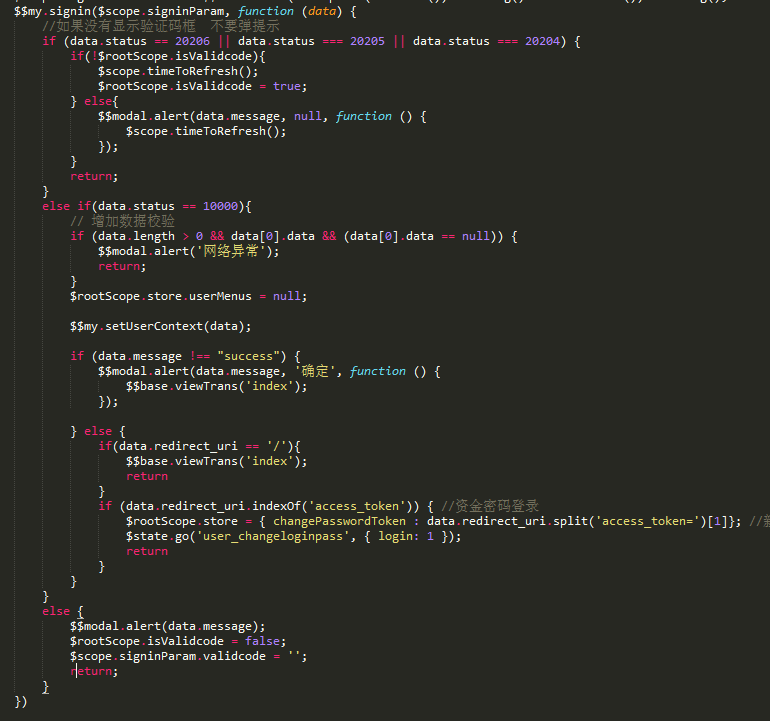 $$my.signin($scope.signinParam, function (data) {
//如果没有显示验证码框  不要弹提示
if (data.status == 20206 || data.status === 20205 || data.status === 20204) {
if(!$rootScope.isValidcode){
$scope.timeToRefresh();
$rootScope.isValidcode = true;
} else{
$$modal.alert(data.message, null, function () {
$scope.timeToRefresh();
});
}
return;
}
else if(data.status == 10000){
// 增加数据校验
if (data.length > 0 && data[0].data && (data[0].data == null)) {
$$modal.alert('网络异常');
return;
}
$rootScope.store.userMenus = null;
$$my.setUserContext(data);
if (data.message !== "success") {
$$modal.alert(data.message, '确定', function () {
$$base.viewTrans('index');
});
} else {
if(data.redirect_uri == '/'){
$$base.viewTrans('index');
return
}
if (data.redirect_uri.indexOf('access_token')) { //资金密码登录
$rootScope.store = { changePasswordToken : data.redirect_uri.split('access_token=')[1]}; //
$state.go('user_changeloginpass', { login: 1 });
return
}
}
}
else {
$$modal.alert(data.message);
$rootScope.isValidcode = false;
$scope.signinParam.validcode = '';
return;
}
})